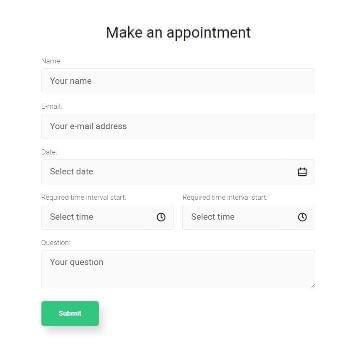 Make an appointment
Name:
Your name
E-mail:
Your e-mail address
Date:
Select date
Required time interval start: Required time interval start:
Select time Select time
Question:
Your question
Submit